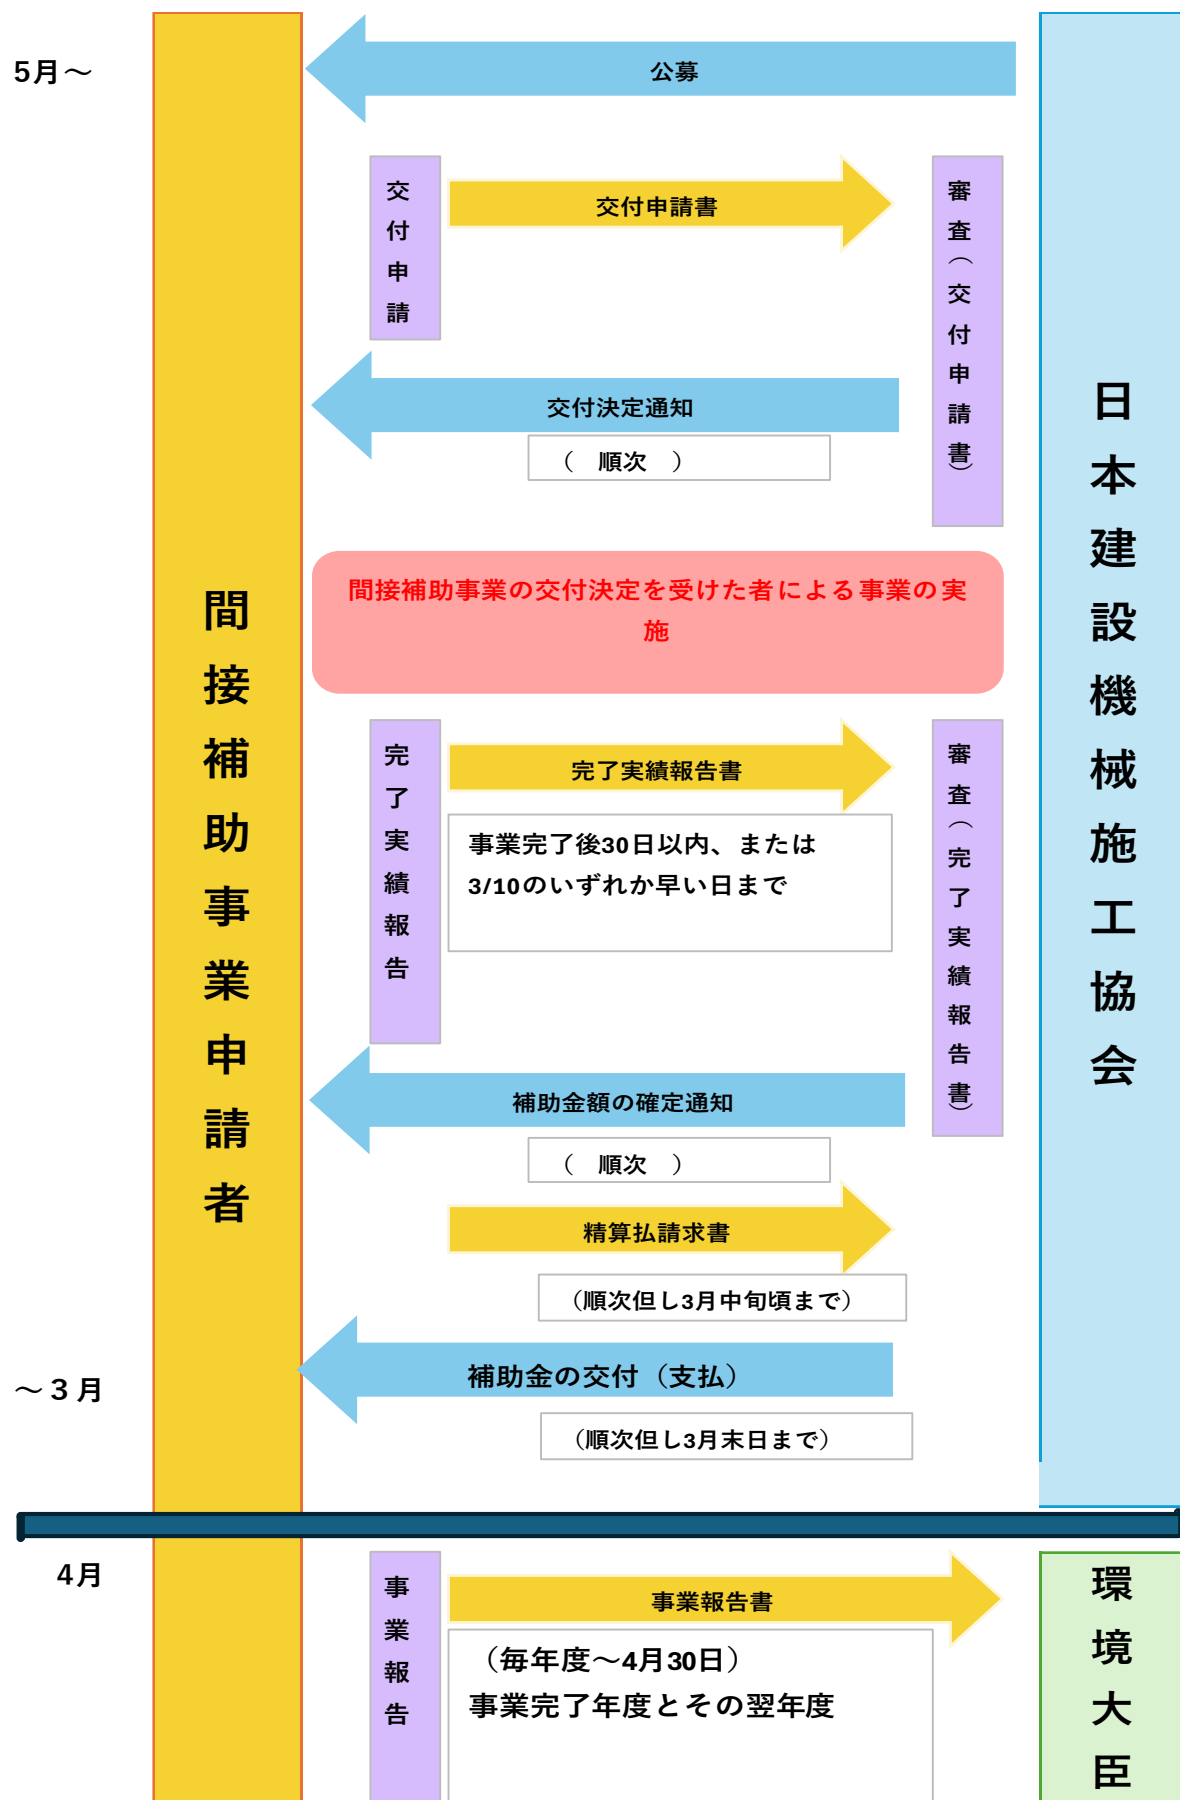 5月～
公募
交付申請
交付申請書
審査（交付申請書）
交付決定通知
（　順次　）
間接補助事業の交付決定を受けた者による事業の実
施
間接補助事業申請者
日本建設機械施工協会
完了実績報告
完了実績報告書
事業完了後30日以内、または
3/10のいずれか早い日まで
審査（完了実績報告書）
補助金額の確定通知
（　順次　）
精算払請求書
（順次但し3月中旬頃まで）
～３月
補助金の交付（支払）
（順次但し3月末日まで）
4月
事業報告
事業報告書
（毎年度～4月30日）
事業完了年度とその翌年度
環境大臣